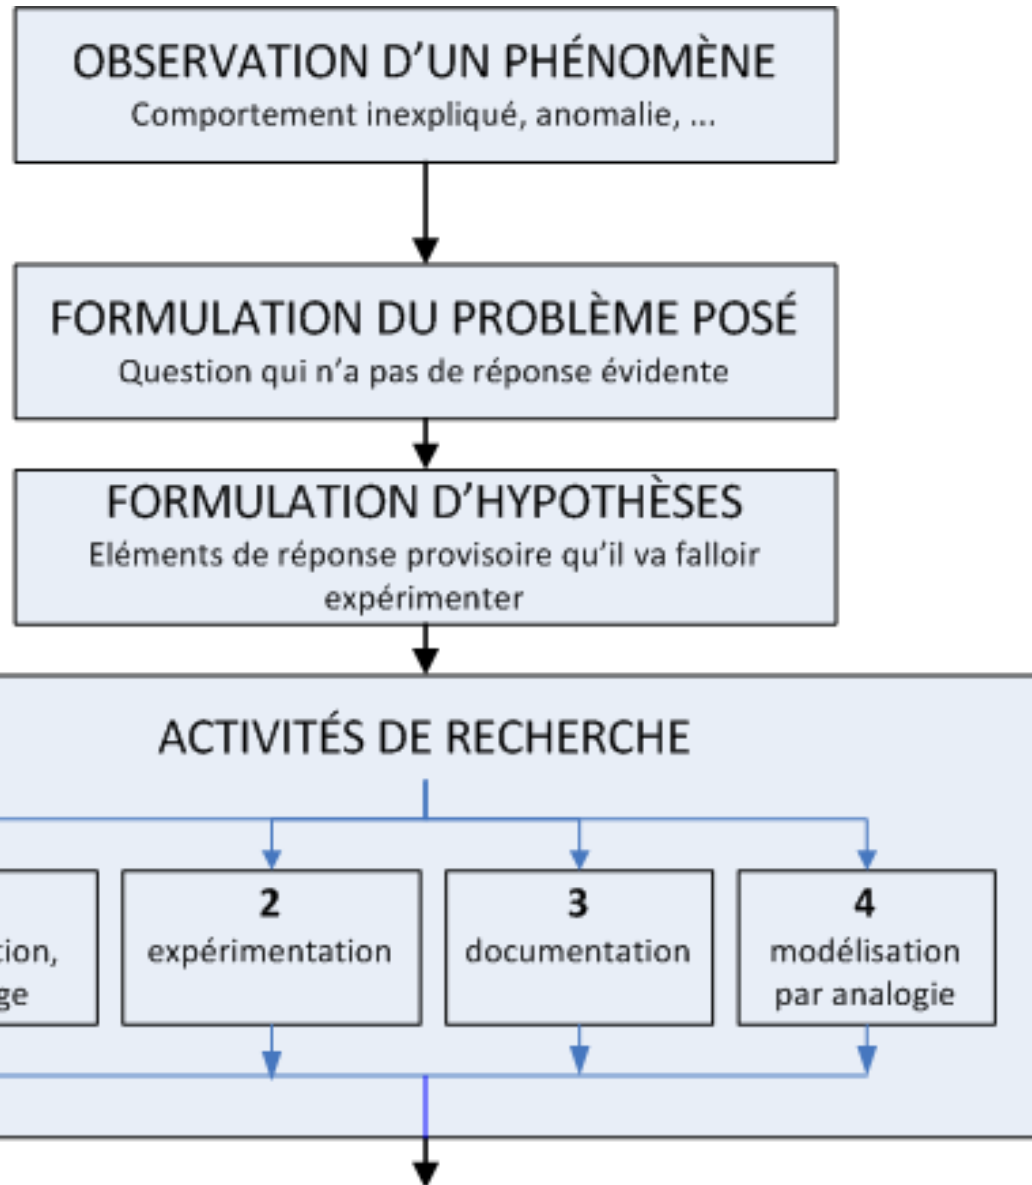 OBSERVATION D'UN PHÉNOMÈNE
Comportement inexpliqué, anomalie, ...
FORMULATION DU PROBLÈME POSÉ
Question qui n'a pas de réponse évidente
FORMULATION D'HYPOTHÈSES
Eléments de réponse provisoire qu'il va falloir
expérimenter
ACTIVITÉS DE RECHERCHE
2
expérimentation
3
documentation
4
modélisation
par analogie